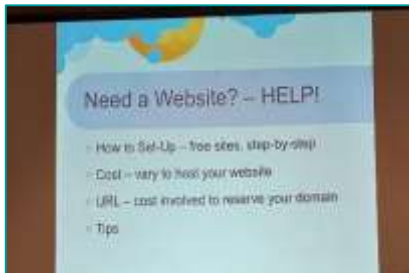 Need a Website? – HELP!
How to Set-Up – free sites, step-by-step
Cost – vary to host your website
URL – cost involved to reserve your domain
Tips